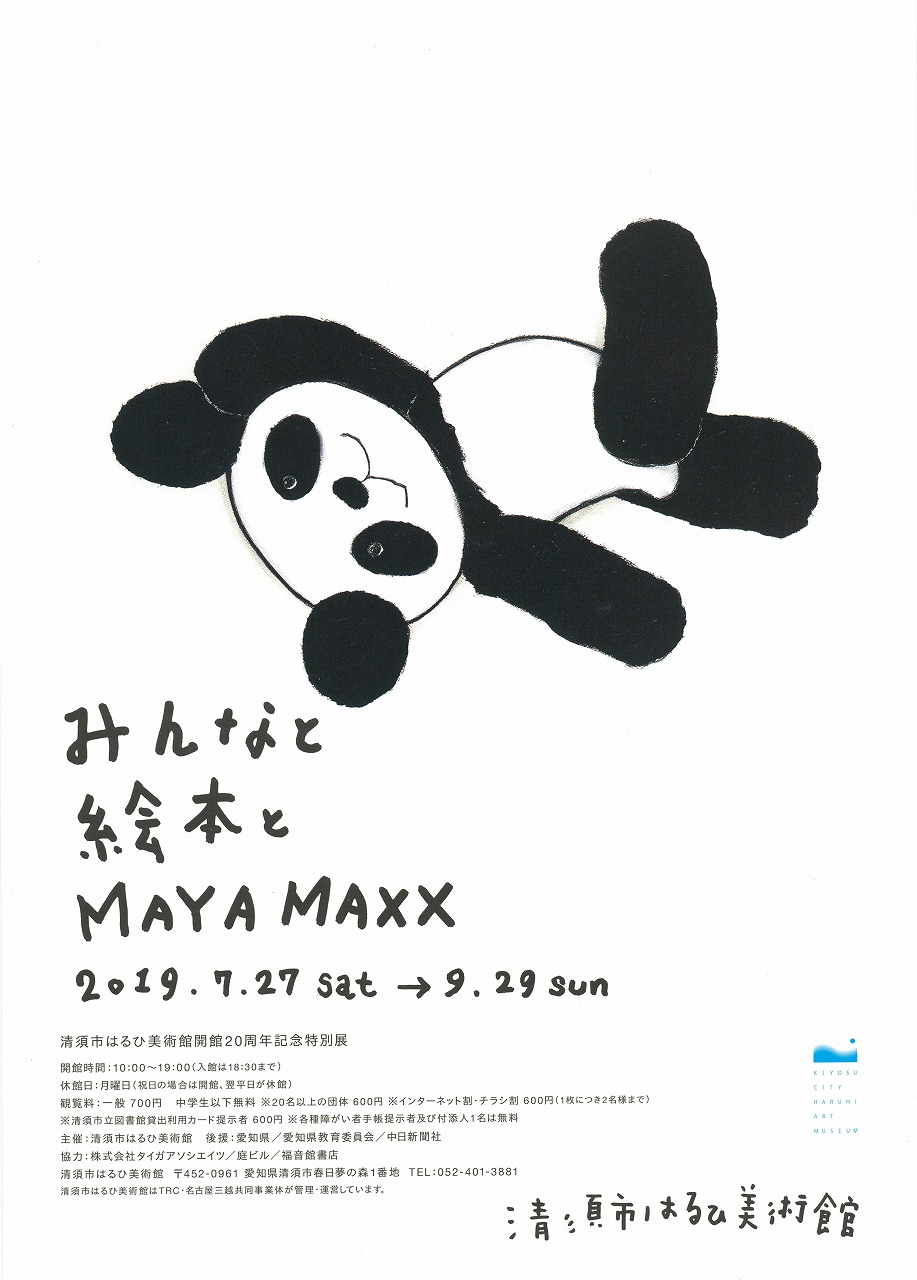 みんなと
絵本と
MAYA MAXX
2019.7.27 sat → 9.29 sun
清須市はるひ美術館開館20周年記念特別展
開館時間:10:00〜19:00(入館は18:30まで)
休館日:月曜日(祝日の場合は開館、翌平日が休館)
観覧料:一般 700円　中学生以下無料 ※20名以上の団体 600円 ※インターネット割・チラシ割 600円(1枚につき2名様まで)
※清須市立図書館貸出利用カード提示者 600円 ※各種障がい者手帳提示者及び付添人1名は無料
主催:清須市はるひ美術館　後援:愛知県/愛知県教育委員会/中日新聞社
協力:株式会社タイガアソシエイツ/庭ビル/福音館書店
清須市はるひ美術館　〒452-0961 愛知県清須市春日夢の森1番地　TEL:052-401-3881
清須市はるひ美術館はTRC・名古屋三越共同事業体が管理・運営しています。
KIYOSU
CITY
HARUHI
ART
MUSEUM
清須市はるひ美術館